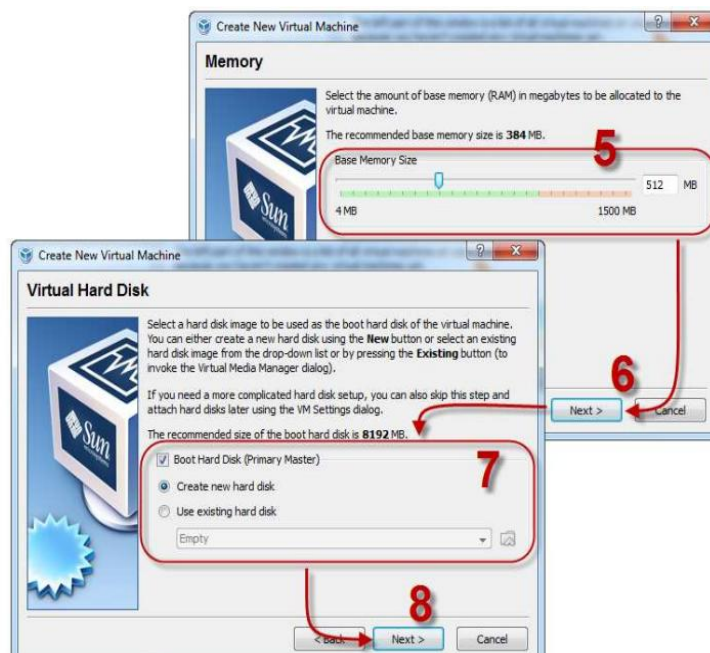 Create New Virtual Machine
Memory
Select the amount of base memory (RAM) in megabytes to be allocated to the
virtual machine.
The recommended base memory size is 384 MB.
5
Base Memory Size
512 MB
4 MB 1500 MB
Sun
6
Next > Cancel
Create New Virtual Machine
Virtual Hard Disk
Select a hard disk image to be used as the boot hard disk of the virtual machine.
You can either create a new hard disk using the New button or select an existing
hard disk image from the drop-down list or by pressing the Existing button (to
invoke the Virtual Media Manager dialog).
If you need a more complicated hard disk setup, you can also skip this step and
attach hard disks later using the VM Settings dialog.
The recommended size of the boot hard disk is 8192 MB.
7
Boot Hard Disk (Primary Master)
Create new hard disk
Use existing hard disk
Empty
Sun
8
< Back Next > Cancel